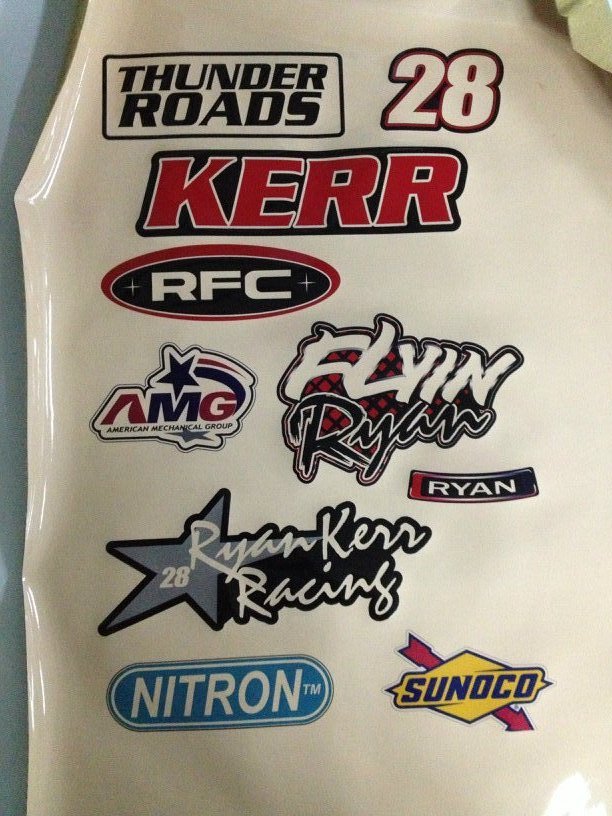 THUNDER
ROADS
28
KERR
RFC
AMG
AMERICAN MECHANICAL GROUP
FLYIN
Ryan
RYAN
Ryan Kerr
28
Racing
NITRON™
SUNOCO